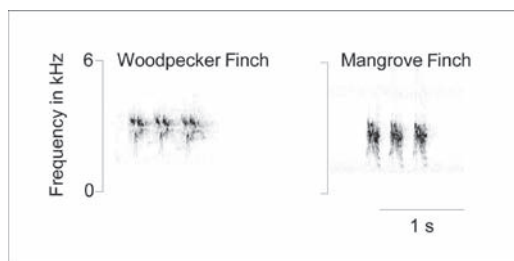 Frequency in kHz
6
0
Woodpecker Finch
Mangrove Finch
1 s